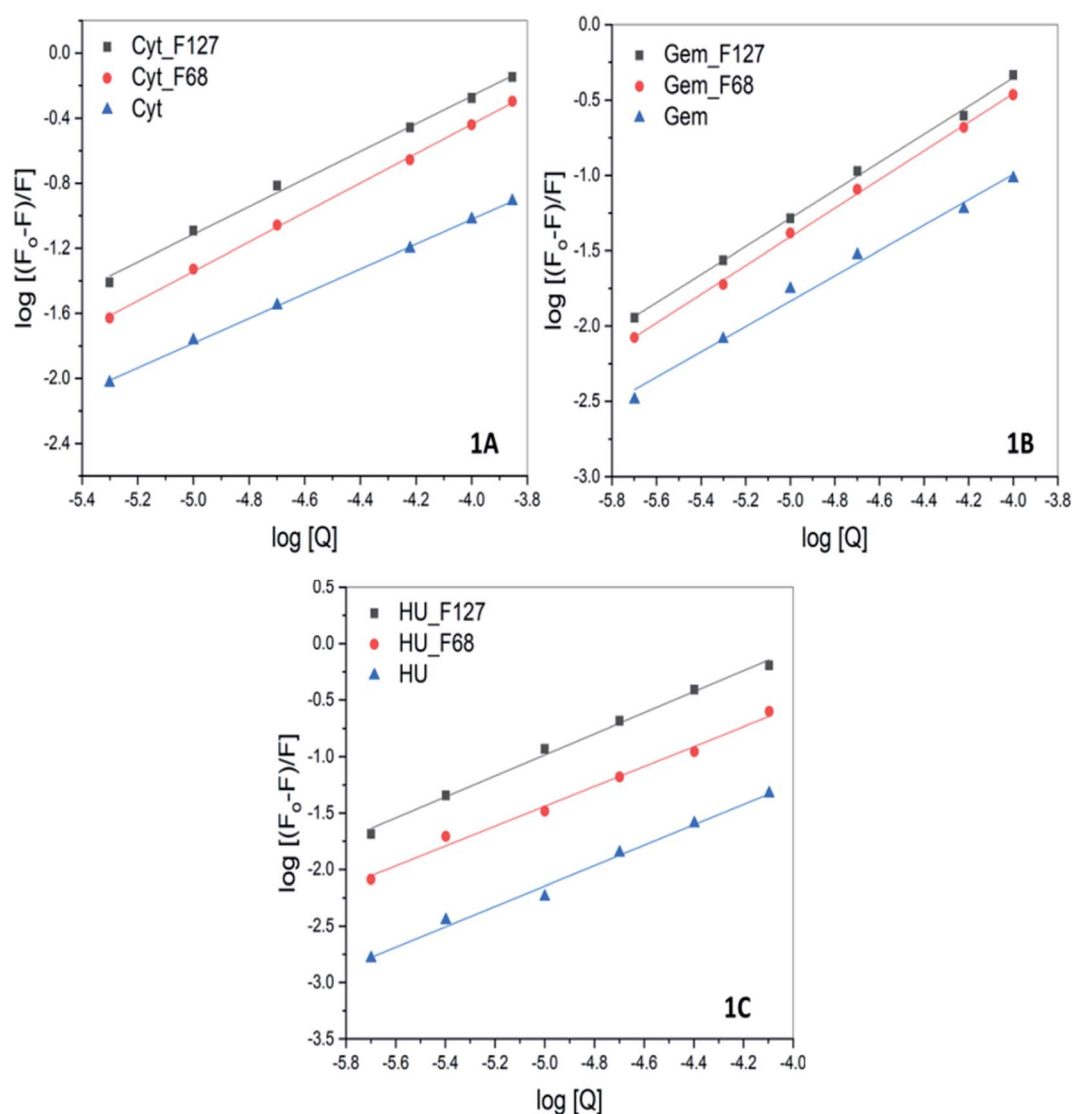 Cyt_F127
Cyt_F68
Cyt
0.0
-0.4
-0.8
-1.2
-1.6
-2.0
-2.4
log [(Fo-F)/F]
1A
-5.4 -5.2 -5.0 -4.8 -4.6 -4.4 -4.2 -4.0 -3.8
log [Q]
Gem_F127
Gem_F68
Gem
0.0
-0.5
-1.0
-1.5
-2.0
-2.5
-3.0
log [(Fo-F)/F]
1B
-5.8 -5.6 -5.4 -5.2 -5.0 -4.8 -4.6 -4.4 -4.2 -4.0 -3.8
log [Q]
HU_F127
HU_F68
HU
0.5
0.0
-0.5
-1.0
-1.5
-2.0
-2.5
-3.0
-3.5
log [(Fo-F)/F]
1C
-5.8 -5.6 -5.4 -5.2 -5.0 -4.8 -4.6 -4.4 -4.2 -4.0
log [Q]